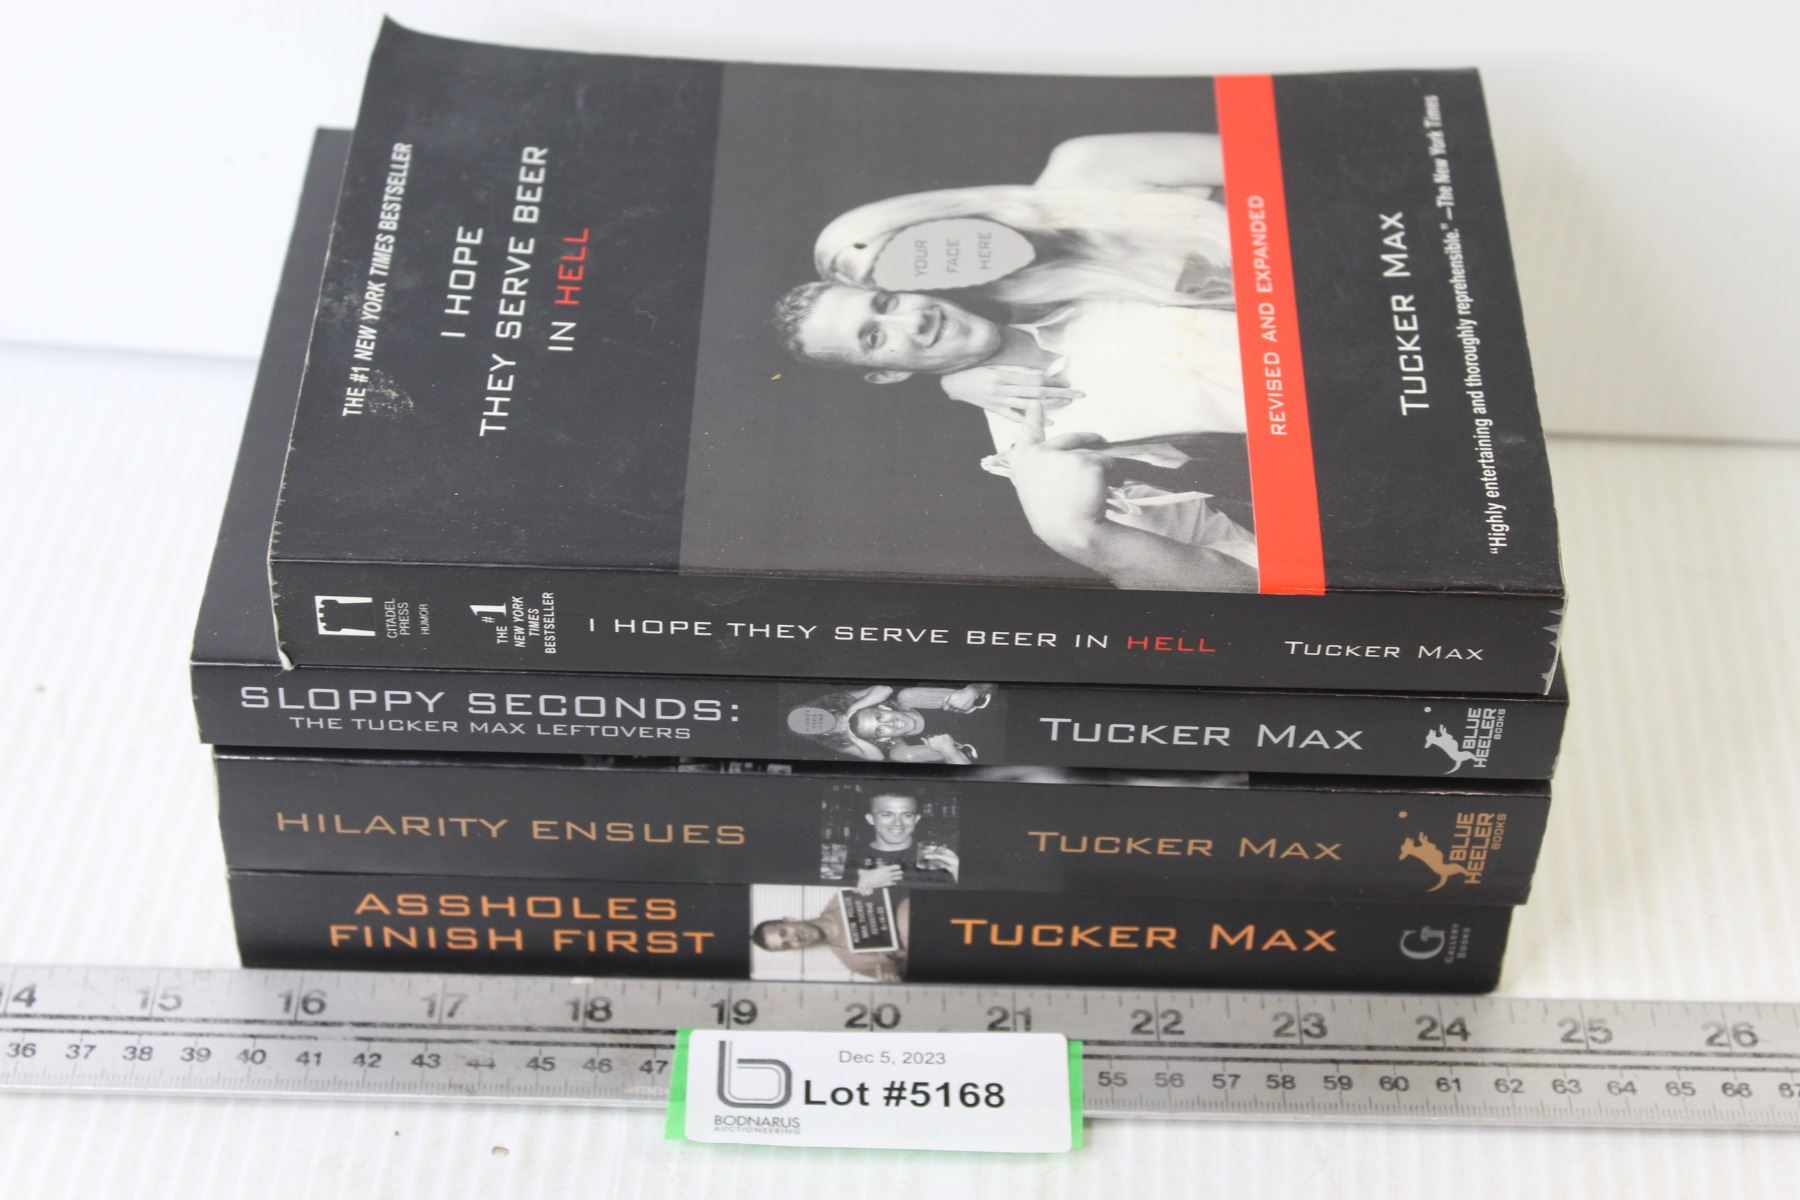 THE #1 NEW YORK TIMES BESTSELLER
I HOPE
THEY SERVE BEER
IN HELL
YOUR
FACE
HERE
REVISED AND EXPANDED
TUCKER MAX
"Highly entertaining and thoroughly reprehensible." —The New York Times
CITADEL
PRESS
HUMOR
THE #1
NEW YORK
TIMES
BESTSELLER
I HOPE THEY SERVE BEER IN HELL
TUCKER MAX
SLOPPY SECONDS:
THE TUCKER MAX LEFTOVERS
TUCKER MAX
BLUE
HEELER
BOOKS
HILARITY ENSUES
TUCKER MAX
BLUE
HEELER
BOOKS
ASSHOLES
FINISH FIRST
TUCKER MAX
G
GALLERY
BOOKS
14 15 16 17 18 19 20 21 22 23 24 25 26
36 37 38 39 40 41 42 43 44 45 46 47 55 56 57 58 59 60 61 62 63 64 65 66 67
Dec 5, 2023
Lot #5168
BODNARUS
AUCTIONEERING